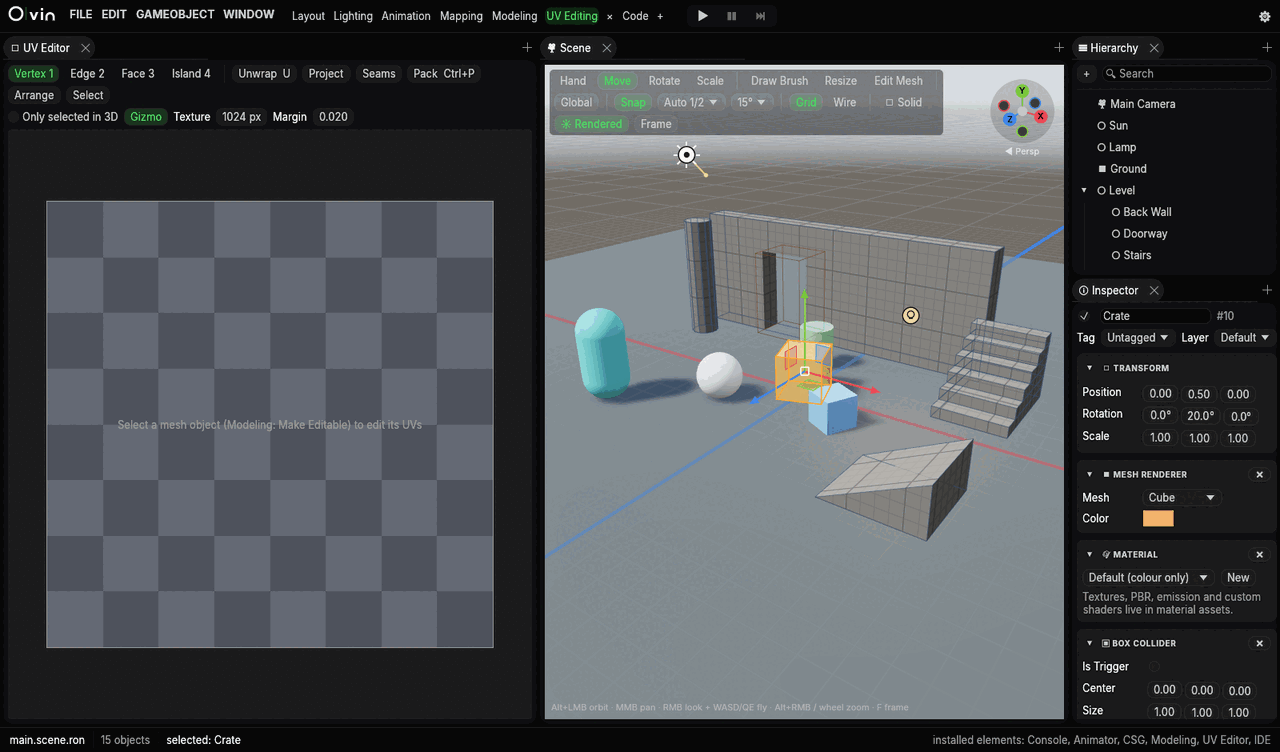 Ovin FILE EDIT GAMEOBJECT WINDOW Layout Lighting Animation Mapping Modeling UV Editing × Code +
UV Editor
Vertex 1 Edge 2 Face 3 Island 4 Unwrap U Project Seams Pack Ctrl+P
Arrange Select
Only selected in 3D Gizmo Texture 1024 px Margin 0.020
Select a mesh object (Modeling: Make Editable) to edit its UVs
Scene
Hand Move Rotate Scale Draw Brush Resize Edit Mesh
Global Snap Auto 1/2 15° Grid Wire Solid
Rendered Frame
Y
Z X
Persp
Alt+LMB orbit · MMB pan · RMB look + WASD/QE fly · Alt+RMB / wheel zoom · F frame
Hierarchy
+ Search
Main Camera
Sun
Lamp
Ground
Level
Back Wall
Doorway
Stairs
Inspector
Crate #10
Tag Untagged Layer Default
TRANSFORM
Position 0.00 0.50 0.00
Rotation 0.0° 20.0° 0.0°
Scale 1.00 1.00 1.00
MESH RENDERER
Mesh Cube
Color
MATERIAL
Default (colour only) New
Textures, PBR, emission and custom
shaders live in material assets.
BOX COLLIDER
Is Trigger
Center 0.00 0.00 0.00
Size 1.00 1.00 1.00
main.scene.ron 15 objects selected: Crate installed elements: Console, Animator, CSG, Modeling, UV Editor, IDE